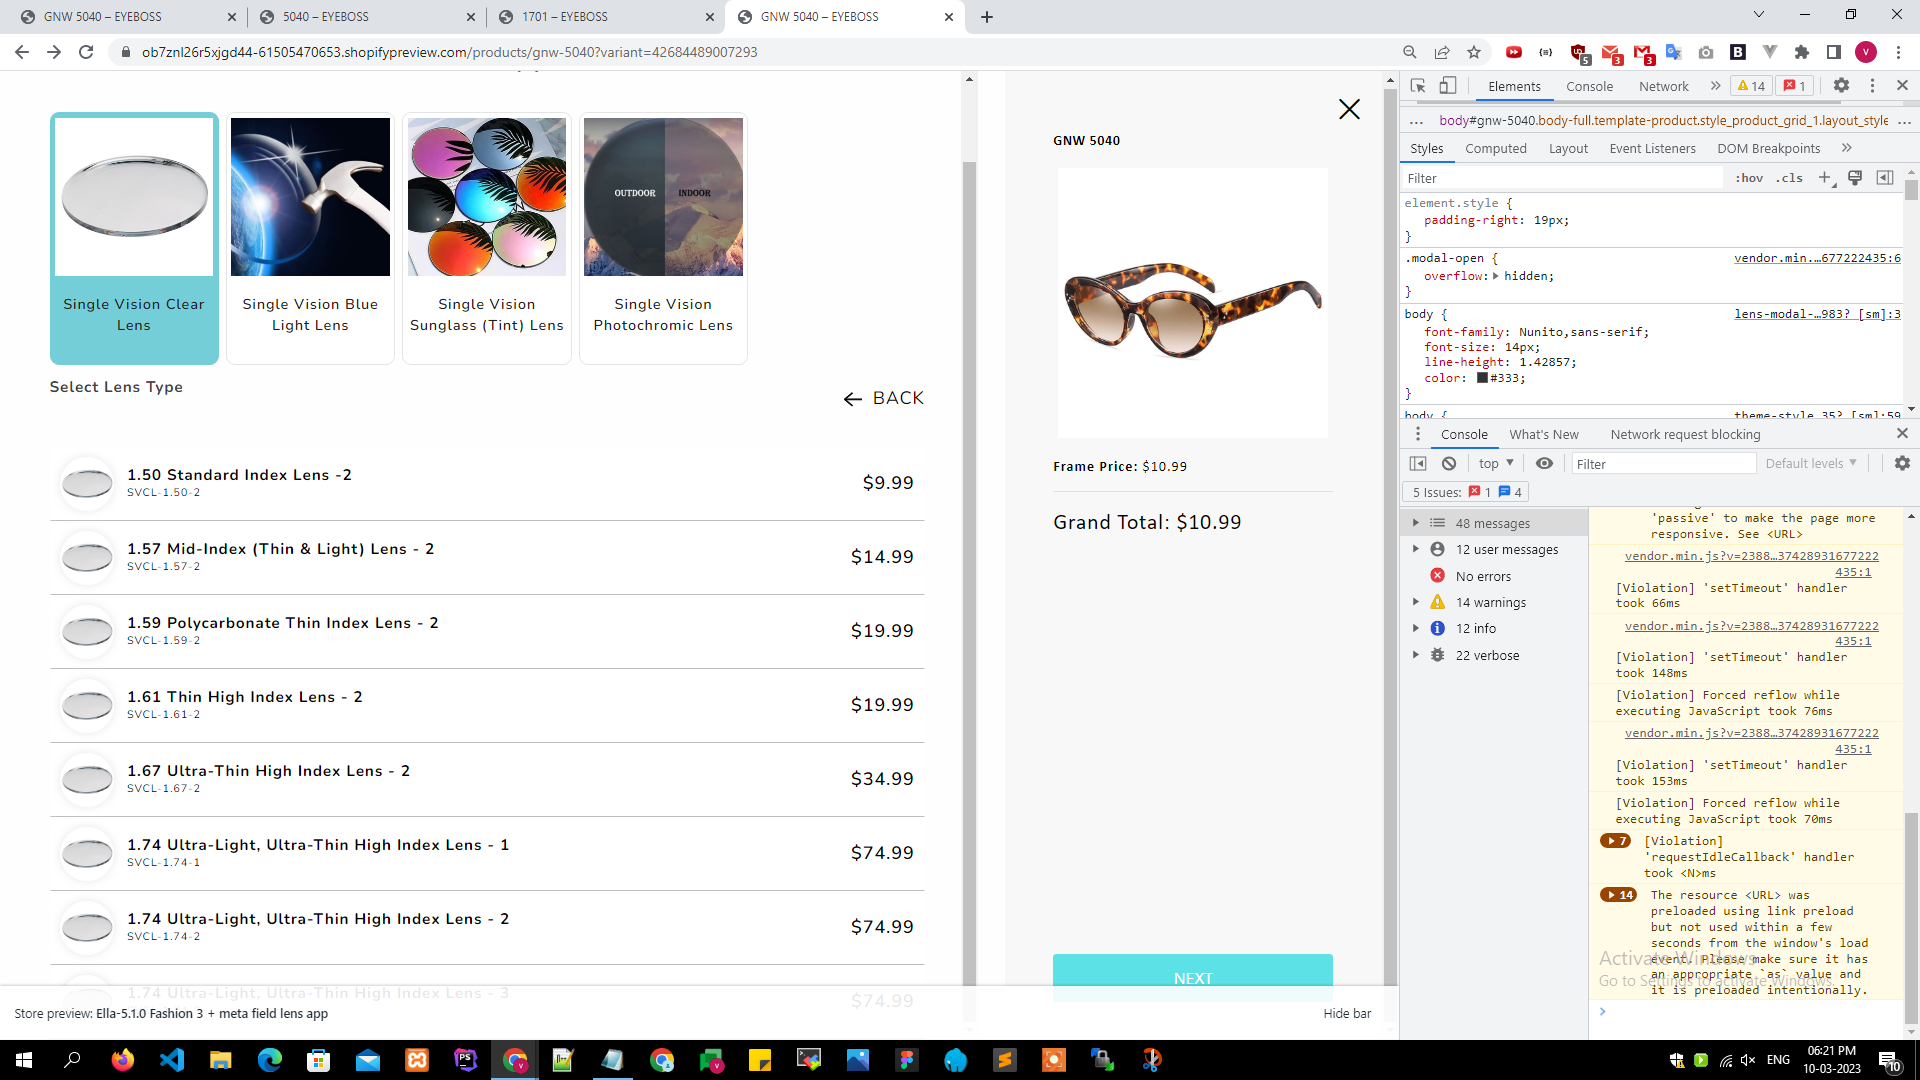 GNW 5040 – EYEBOSS
5040 – EYEBOSS
1701 – EYEBOSS
GNW 5040 – EYEBOSS
ob7znl26r5xjgd44-61505470653.shopifypreview.com/products/gnw-5040?variant=42684489007293
OUTDOOR
INDOOR
Single Vision Clear
Lens
Single Vision Blue
Light Lens
Single Vision
Sunglass (Tint) Lens
Single Vision
Photochromic Lens
Select Lens Type
BACK
1.50 Standard Index Lens -2
SVCL-1.50-2
$9.99
1.57 Mid-Index (Thin & Light) Lens - 2
SVCL-1.57-2
$14.99
1.59 Polycarbonate Thin Index Lens - 2
SVCL-1.59-2
$19.99
1.61 Thin High Index Lens - 2
SVCL-1.61-2
$19.99
1.67 Ultra-Thin High Index Lens - 2
SVCL-1.67-2
$34.99
1.74 Ultra-Light, Ultra-Thin High Index Lens - 1
SVCL-1.74-1
$74.99
1.74 Ultra-Light, Ultra-Thin High Index Lens - 2
SVCL-1.74-2
$74.99
1.74 Ultra-Light, Ultra-Thin High Index Lens - 3
$74.99
GNW 5040
Frame Price: $10.99
Grand Total: $10.99
NEXT
Store preview: Ella-5.1.0 Fashion 3 + meta field lens app
Hide bar
Elements Console Network » 14 1
... body#gnw-5040.body-full.template-product.style_product_grid_1.layout_style ...
Styles Computed Layout Event Listeners DOM Breakpoints »
Filter :hov .cls
element.style {
padding-right: 19px;
}
.modal-open { vendor.min.…677222435:6
overflow: hidden;
}
body { lens-modal-…983? [sm]:3
font-family: Nunito,sans-serif;
font-size: 14px;
line-height: 1.42857;
color: #333;
}
body { theme-style 35? [sm]:59
Console What's New Network request blocking
top Filter Default levels
5 Issues: 1 4
48 messages
12 user messages
No errors
14 warnings
12 info
22 verbose
'passive' to make the page more
responsive. See <URL>
vendor.min.js?v=2388…37428931677222
435:1
[Violation] 'setTimeout' handler
took 66ms
vendor.min.js?v=2388…37428931677222
435:1
[Violation] 'setTimeout' handler
took 148ms
[Violation] Forced reflow while
executing JavaScript took 76ms
vendor.min.js?v=2388…37428931677222
435:1
[Violation] 'setTimeout' handler
took 153ms
[Violation] Forced reflow while
executing JavaScript took 70ms
7 [Violation]
'requestIdleCallback' handler
took <N>ms
14 The resource <URL> was
preloaded using link preload
but not used within a few
seconds from the window's load
event. Please make sure it has
an appropriate `as` value and
it is preloaded intentionally.
Activate Windows
Go to Settings to activate Windows.
ENG
06:21 PM
10-03-2023
10